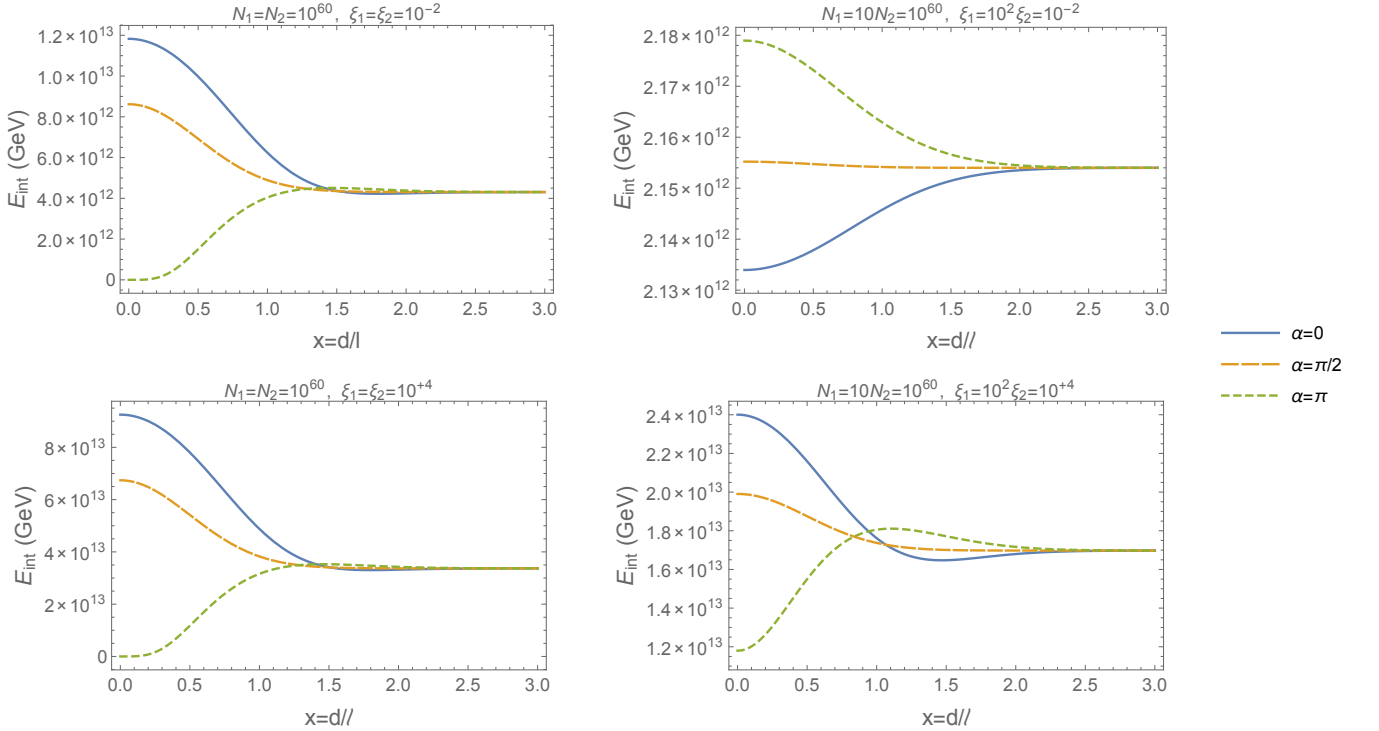 N₁=N₂=10⁶⁰, ξ₁=ξ₂=10⁻²
1.2×10¹³
1.0×10¹³
8.0×10¹²
6.0×10¹²
4.0×10¹²
2.0×10¹²
0
E_int (GeV)
0.0 0.5 1.0 1.5 2.0 2.5 3.0
x=d/l
N₁=10N₂=10⁶⁰, ξ₁=10²ξ₂=10⁻²
2.18×10¹²
2.17×10¹²
2.16×10¹²
2.15×10¹²
2.14×10¹²
2.13×10¹²
E_int (GeV)
0.0 0.5 1.0 1.5 2.0 2.5 3.0
x=d/ℓ
α=0
α=π/2
α=π
N₁=N₂=10⁶⁰, ξ₁=ξ₂=10⁺⁴
8×10¹³
6×10¹³
4×10¹³
2×10¹³
0
E_int (GeV)
0.0 0.5 1.0 1.5 2.0 2.5 3.0
x=d/ℓ
N₁=10N₂=10⁶⁰, ξ₁=10²ξ₂=10⁺⁴
2.4×10¹³
2.2×10¹³
2.0×10¹³
1.8×10¹³
1.6×10¹³
1.4×10¹³
1.2×10¹³
E_int (GeV)
0.0 0.5 1.0 1.5 2.0 2.5 3.0
x=d/ℓ